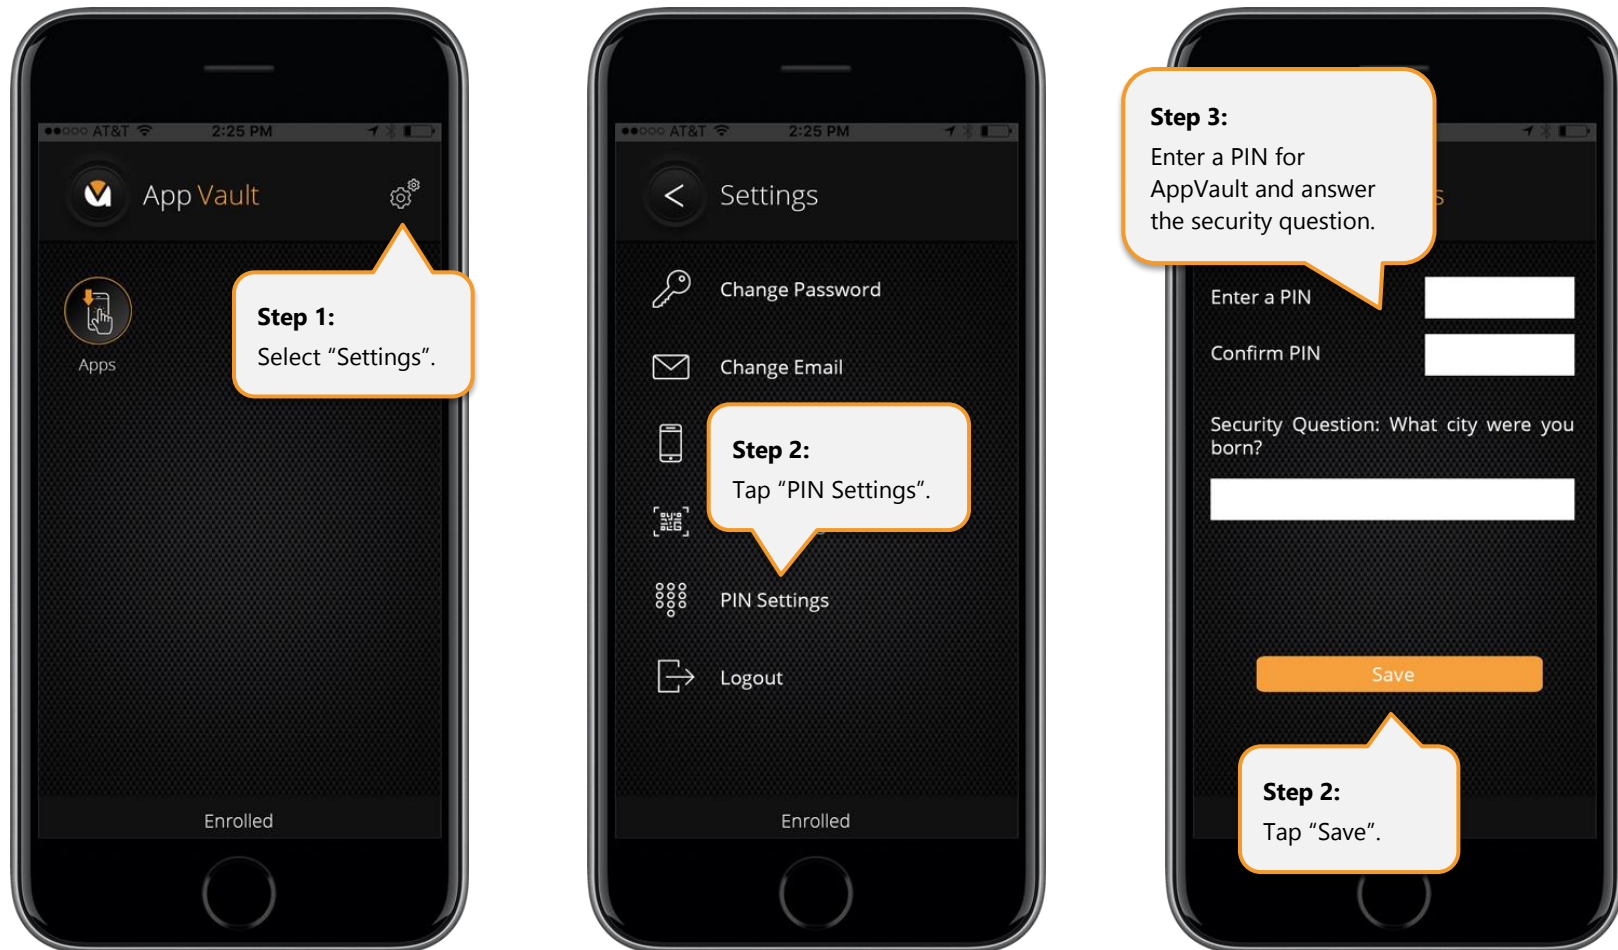 AT&T 2:25 PM
App Vault
Apps
Step 1:
Select “Settings”.
Enrolled
AT&T 2:25 PM
Settings
Change Password
Change Email
Step 2:
Tap “PIN Settings”.
PIN Settings
Logout
Enrolled
Step 3:
Enter a PIN for
AppVault and answer
the security question.
Enter a PIN
Confirm PIN
Security Question: What city were you
born?
Save
Step 2:
Tap “Save”.